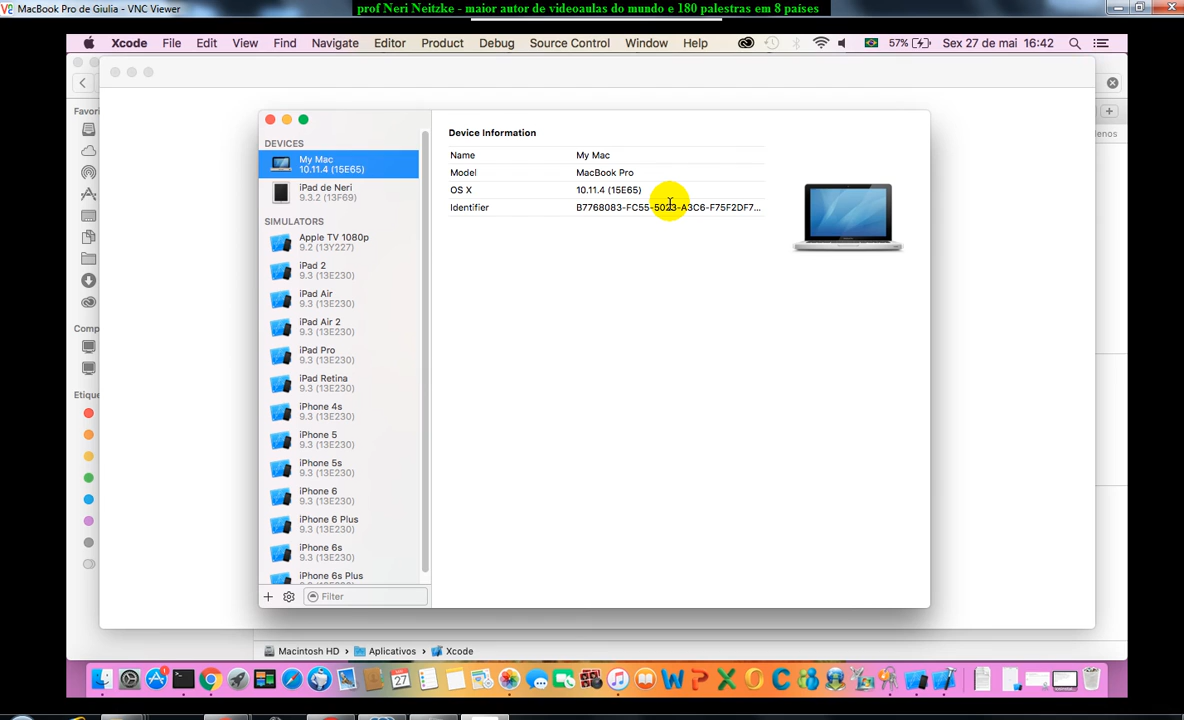 MacBook Pro de Giulia - VNC Viewer
prof Neri Neitzke - maior autor de videoaulas do mundo e 180 palestras em 8 países
Xcode File Edit View Find Navigate Editor Product Debug Source Control Window Help 57% Sex 27 de mai 16:42
Favori
Compa
Etique
DEVICES
My Mac
10.11.4 (15E65)
iPad de Neri
9.3.2 (13F69)
SIMULATORS
Apple TV 1080p
9.2 (13Y227)
iPad 2
9.3 (13E230)
iPad Air
9.3 (13E230)
iPad Air 2
9.3 (13E230)
iPad Pro
9.3 (13E230)
iPad Retina
9.3 (13E230)
iPhone 4s
9.3 (13E230)
iPhone 5
9.3 (13E230)
iPhone 5s
9.3 (13E230)
iPhone 6
9.3 (13E230)
iPhone 6 Plus
9.3 (13E230)
iPhone 6s
9.3 (13E230)
iPhone 6s Plus
Filter
Device Information
Name My Mac
Model MacBook Pro
OS X 10.11.4 (15E65)
Identifier B7768083-FC55-5023-A3C6-F75F2DF7...
enos
Macintosh HD Aplicativos Xcode